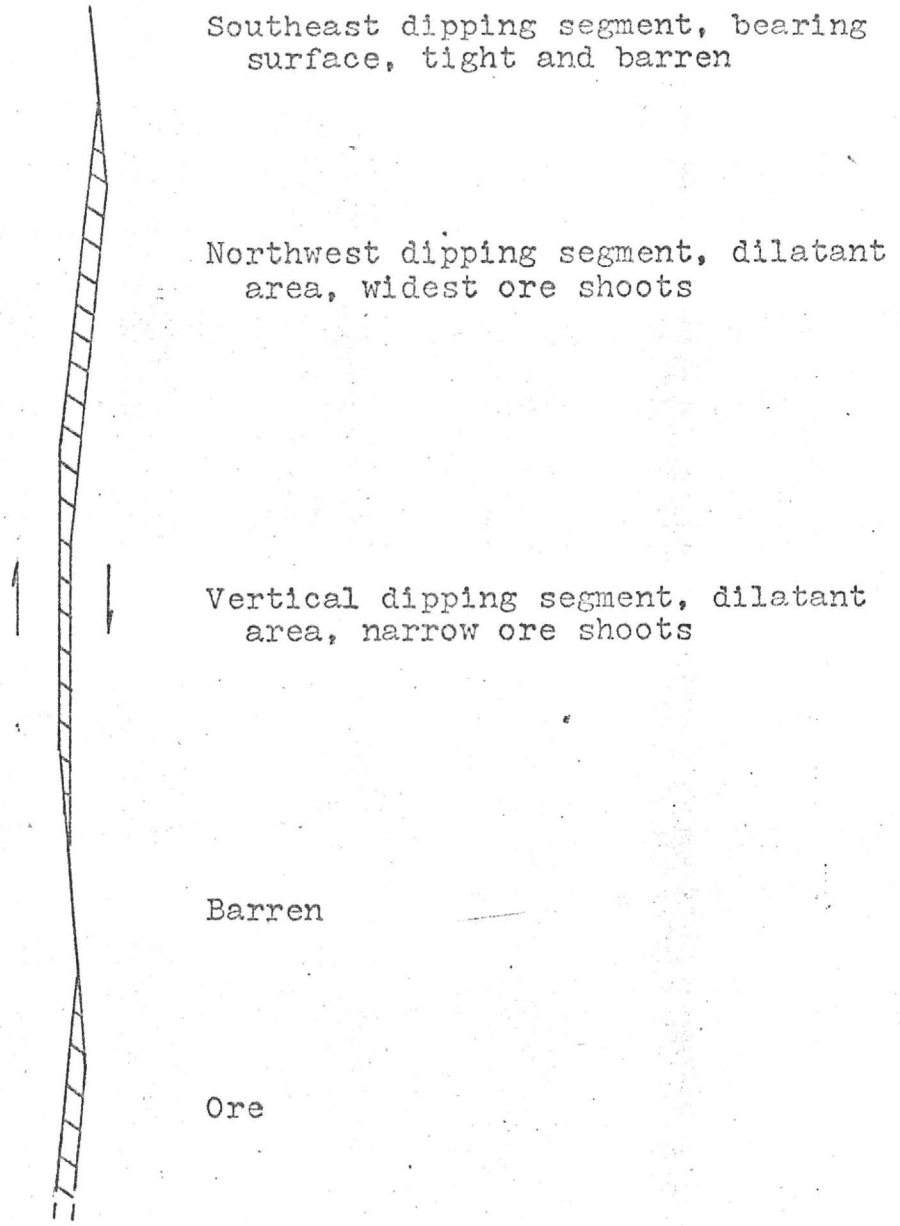 Southeast dipping segment, bearing
surface, tight and barren
Northwest dipping segment, dilatant
area, widest ore shoots
Vertical dipping segment, dilatant
area, narrow ore shoots
Barren
Ore